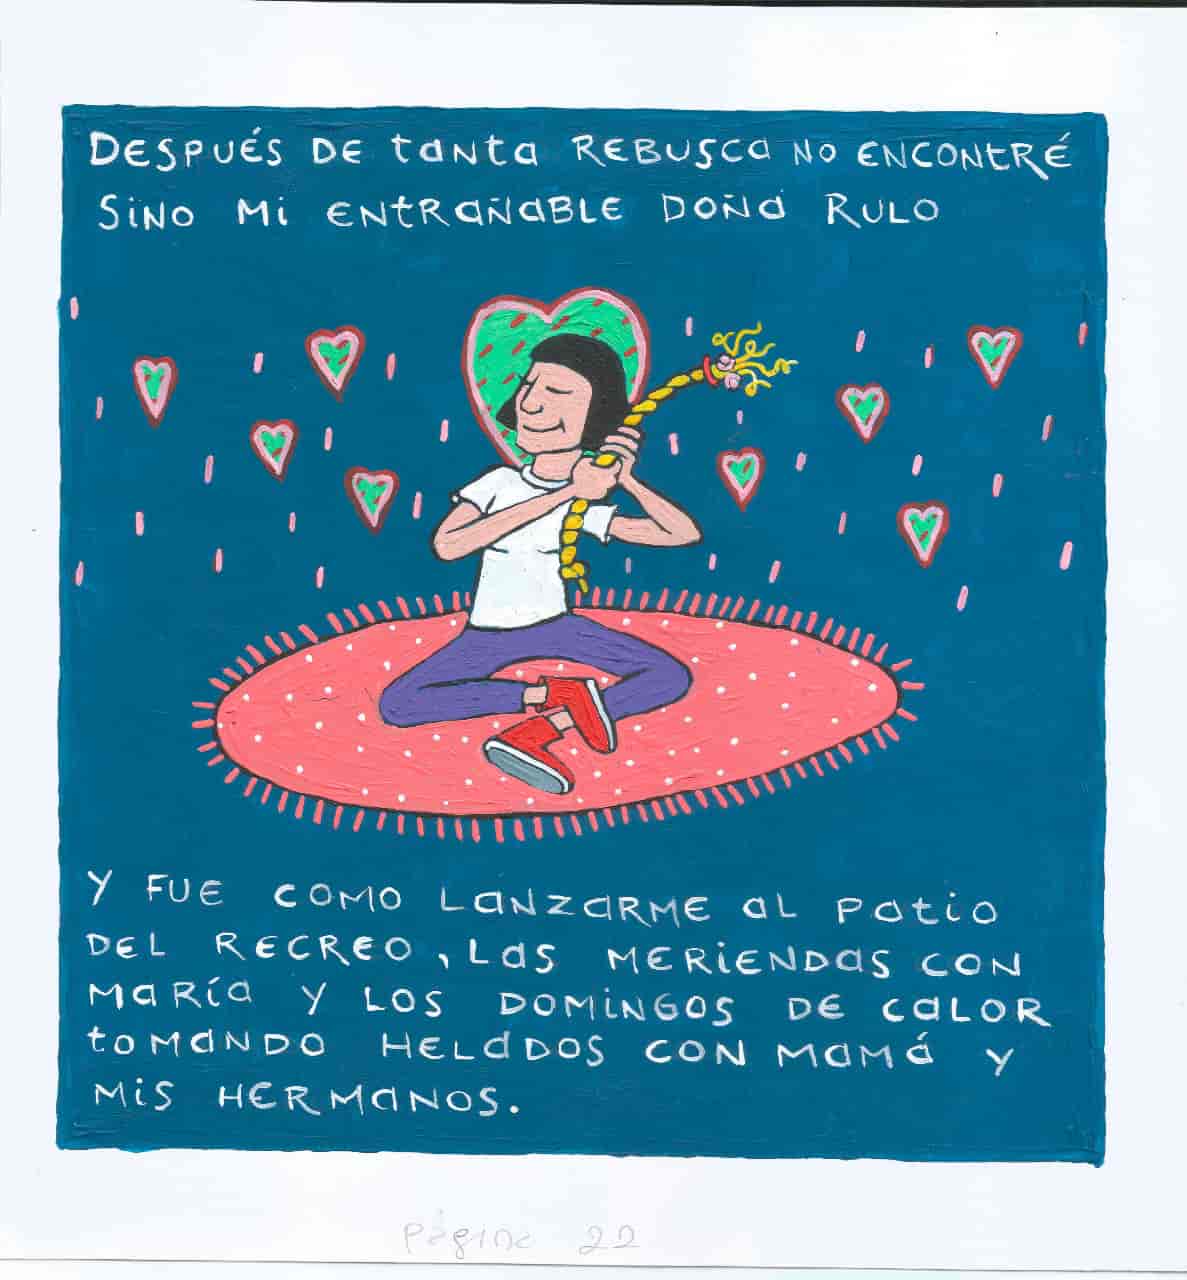 DESPUÉS DE tanta REBUSCA NO ENCONtRÉ
SiNO Mi ENtRAÑABLE DOÑA RULO
Y FUE COMO LANZARME AL PAtiO
DEL RECREO, LAS MERiENDAS CON
MARÍA Y LOS DOMiNGOS DE CALOR
tOMANDO HELADOS CON MAMÁ Y
MiS HERMANOS.
Página 22